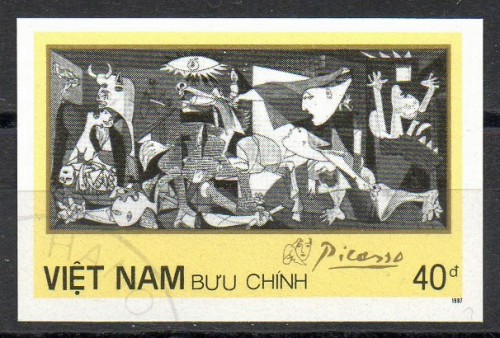 Picasso
VIỆT NAM BƯU CHÍNH 40đ
1987